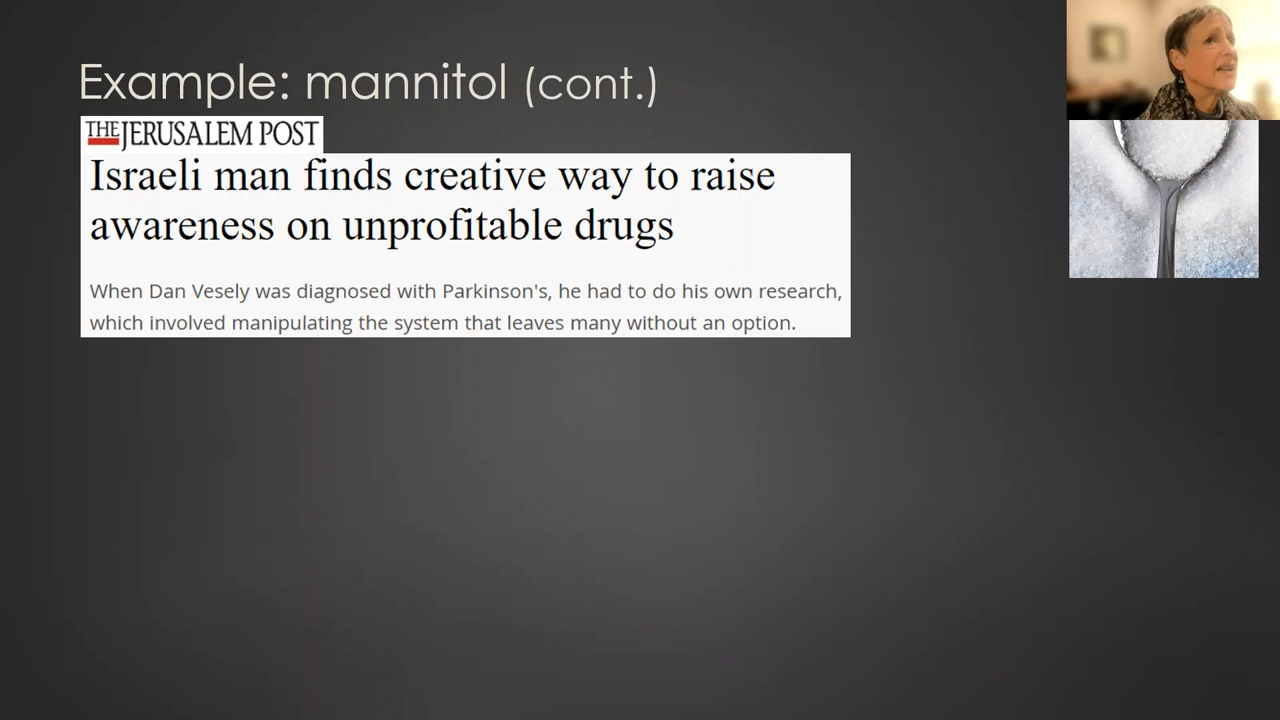 Example: mannitol (cont.)
THE JERUSALEM POST
Israeli man finds creative way to raise
awareness on unprofitable drugs
When Dan Vesely was diagnosed with Parkinson's, he had to do his own research,
which involved manipulating the system that leaves many without an option.